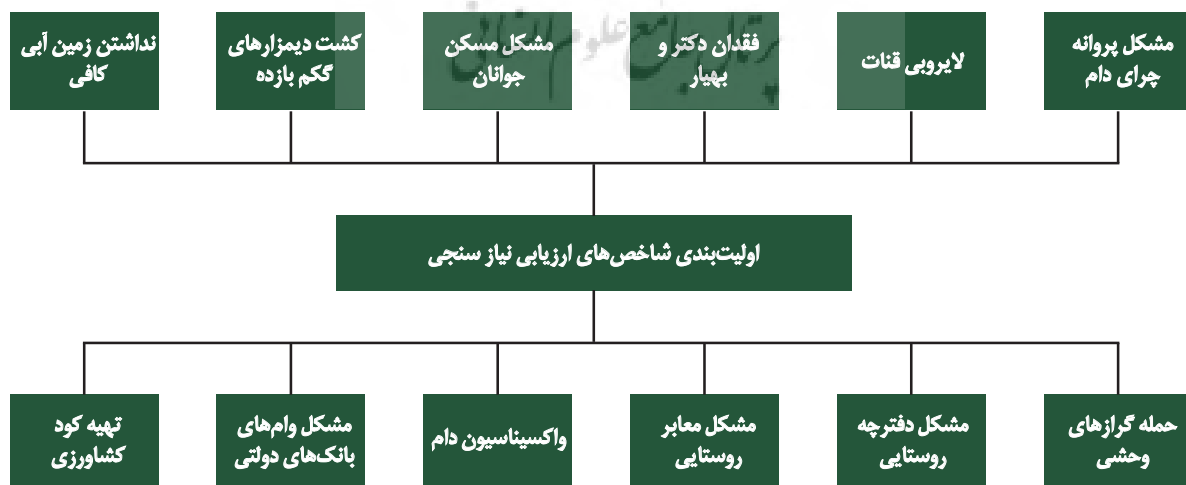 مشکل پروانه
چرای دام
لایروبی قنات
فقدان دکتر و
بهیار
مشکل مسکن
جوانان
کشت دیمزارهای
گکم بازده
نداشتن زمین آبی
کافی
اولیت‌بندی شاخص‌های ارزیابی نیاز سنجی
حمله گرازهای
وحشی
مشکل دفترچه
روستایی
مشکل معابر
روستایی
واکسیناسیون دام
مشکل وام‌های
بانک‌های دولتی
تهیه کود
کشاورزی